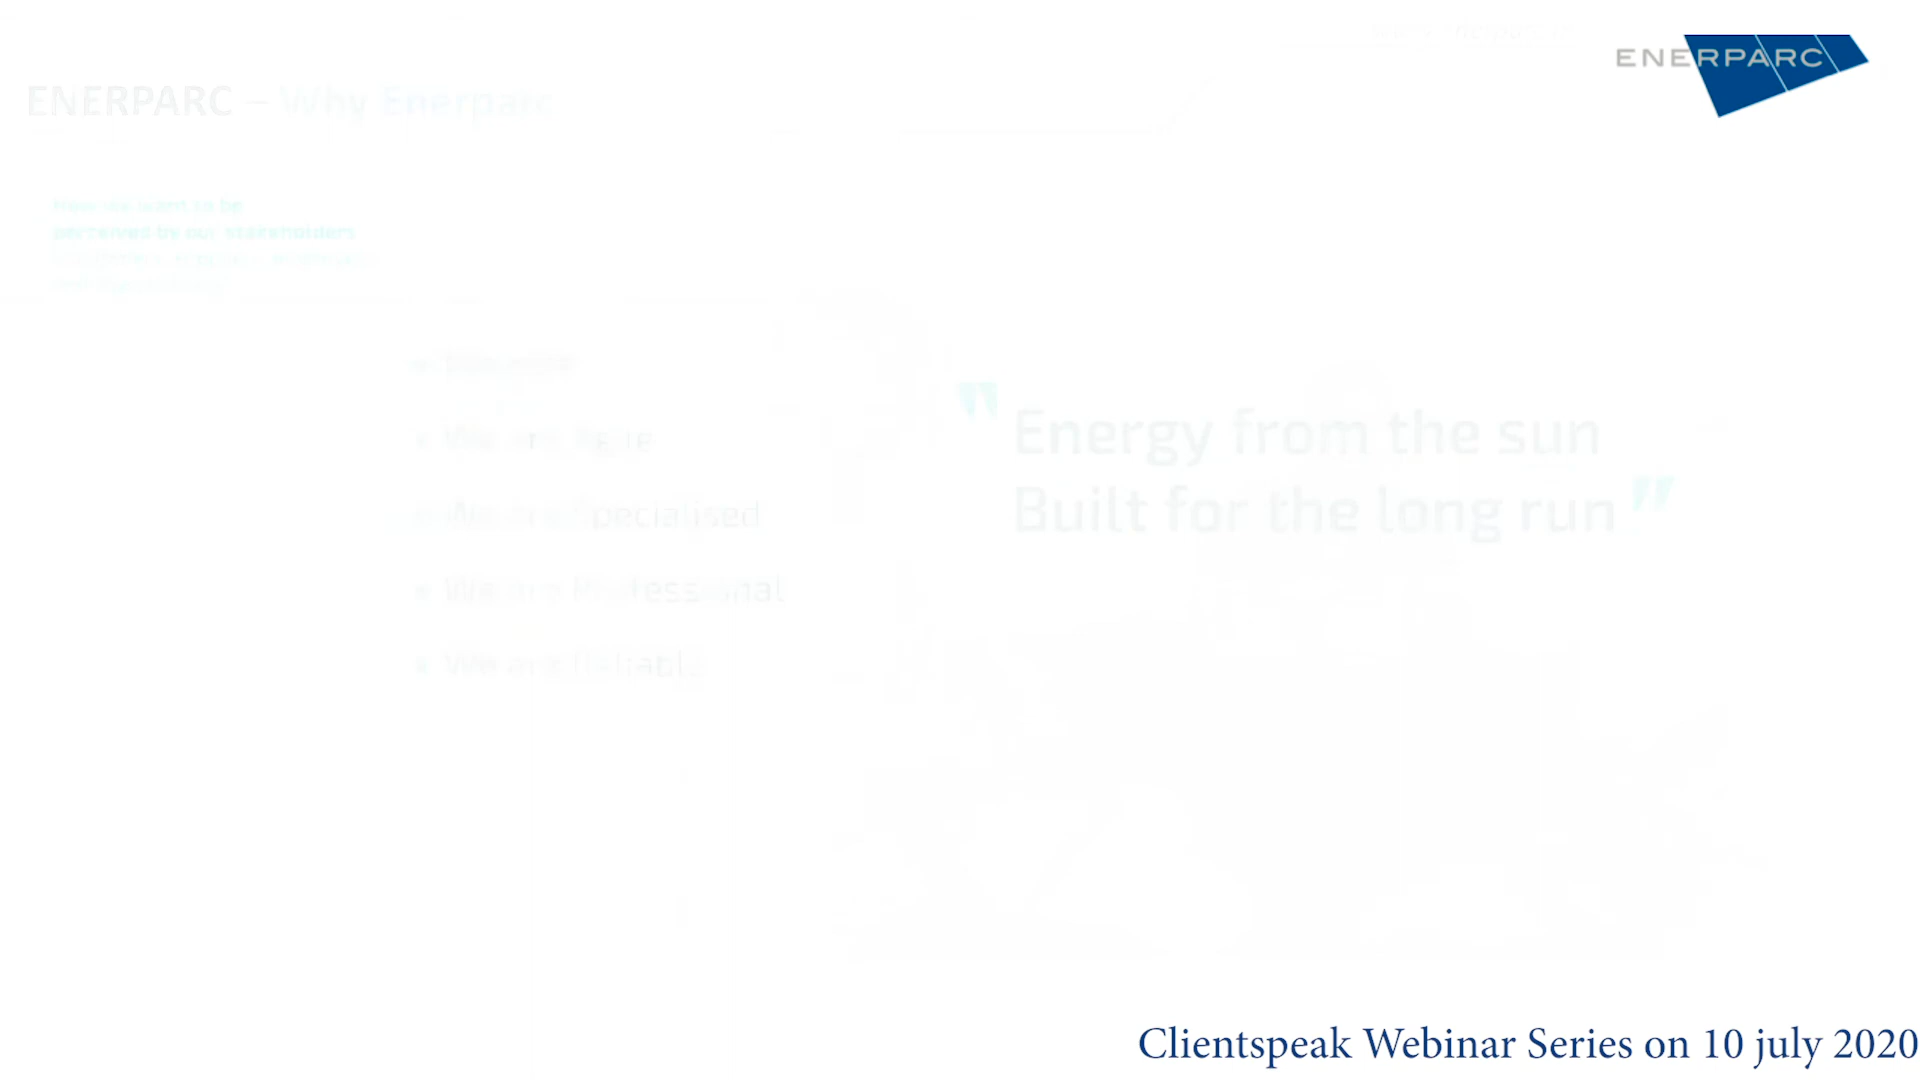 ENERPARC
ENERPARC – Why Enerparc
How we want to be
perceived by our stakeholders
We are Agile
Energy from the sun
We are Specialised
Built for the long run
We are Professional
We are Reliable
Clientspeak Webinar Series on 10 july 2020